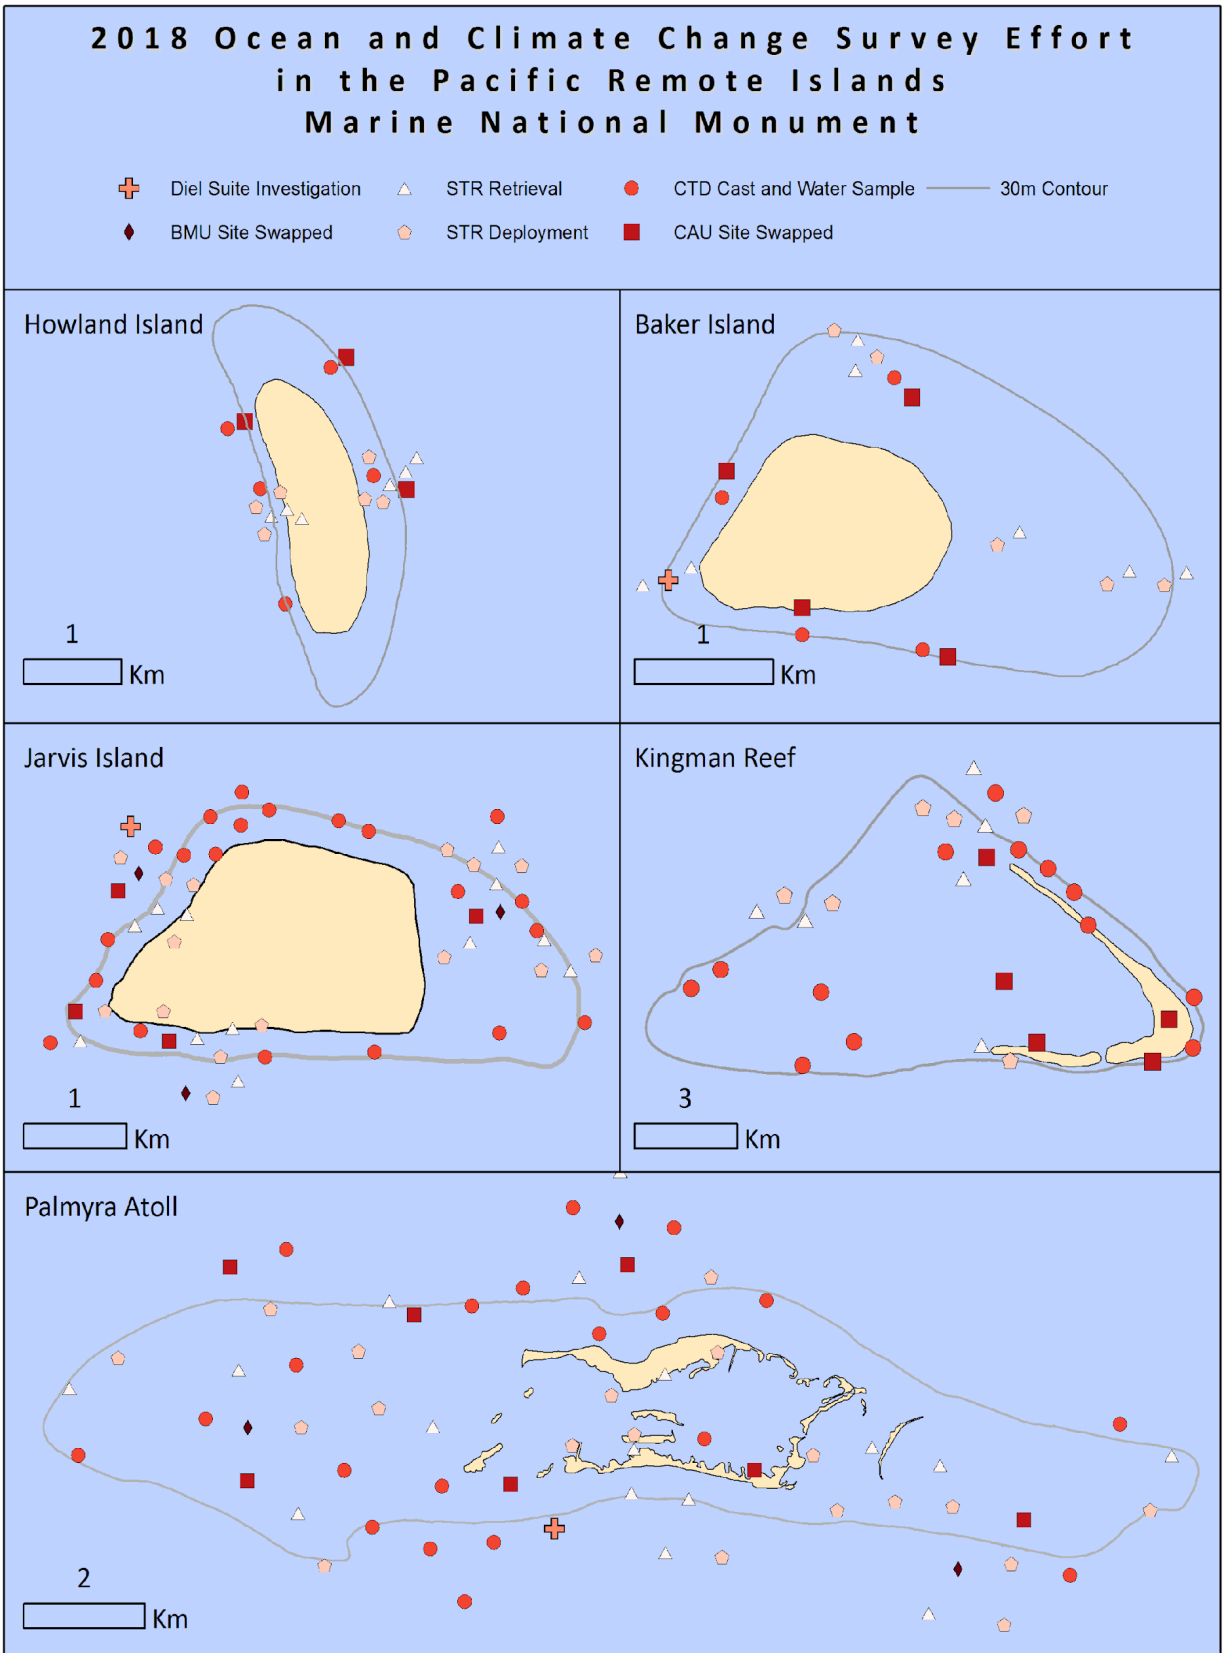 2018 Ocean and Climate Change Survey Effort
in the Pacific Remote Islands
Marine National Monument
Diel Suite Investigation STR Retrieval CTD Cast and Water Sample 30m Contour
BMU Site Swapped STR Deployment CAU Site Swapped
Howland Island
1
Km
Baker Island
1
Km
Jarvis Island
1
Km
Kingman Reef
3
Km
Palmyra Atoll
2
Km